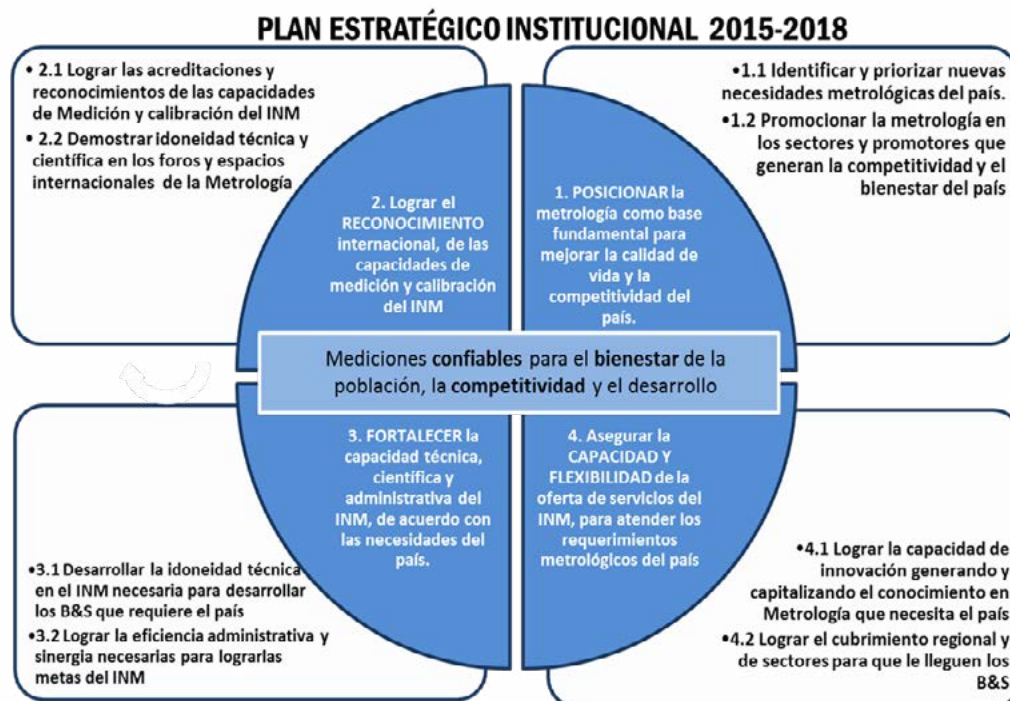 PLAN ESTRATÉGICO INSTITUCIONAL 2015-2018
• 2.1 Lograr las acreditaciones y
reconocimientos de las capacidades
de Medición y calibración del INM
• 2.2 Demostrar idoneidad técnica y
científica en los foros y espacios
internacionales de la Metrología
•1.1 Identificar y priorizar nuevas
necesidades metrológicas del país.
•1.2 Promocionar la metrología en
los sectores y promotores que
generan la competitividad y el
bienestar del país
2. Lograr el
RECONOCIMIENTO
internacional, de las
capacidades de
medición y calibración
del INM
1. POSICIONAR la
metrología como base
fundamental para
mejorar la calidad de
vida y la
competitividad del
país.
Mediciones confiables para el bienestar de la
población, la competitividad y el desarrollo
3. FORTALECER la
capacidad técnica,
científica y
administrativa del
INM, de acuerdo con
las necesidades del
país.
4. Asegurar la
CAPACIDAD Y
FLEXIBILIDAD de la
oferta de servicios del
INM, para atender los
requerimientos
metrológicos del país
•3.1 Desarrollar la idoneidad técnica
en el INM necesaria para desarrollar
los B&S que requiere el país
•3.2 Lograr la eficiencia administrativa y
sinergia necesarias para lograrlas
metas del INM
•4.1 Lograr la capacidad de
innovación generando y
capitalizando el conocimiento en
Metrología que necesita el país
•4.2 Lograr el cubrimiento regional y
de sectores para que le lleguen los
B&S